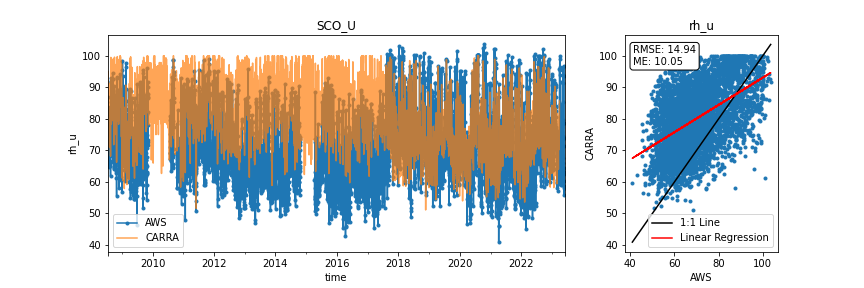 SCO_U
rh_u
100
90
80
70
60
50
40
rh_u
AWS
CARRA
2010
2012
2014
2016
2018
2020
2022
time
rh_u
RMSE: 14.94
ME: 10.05
100
90
80
70
60
50
40
CARRA
1:1 Line
Linear Regression
40
60
80
100
AWS